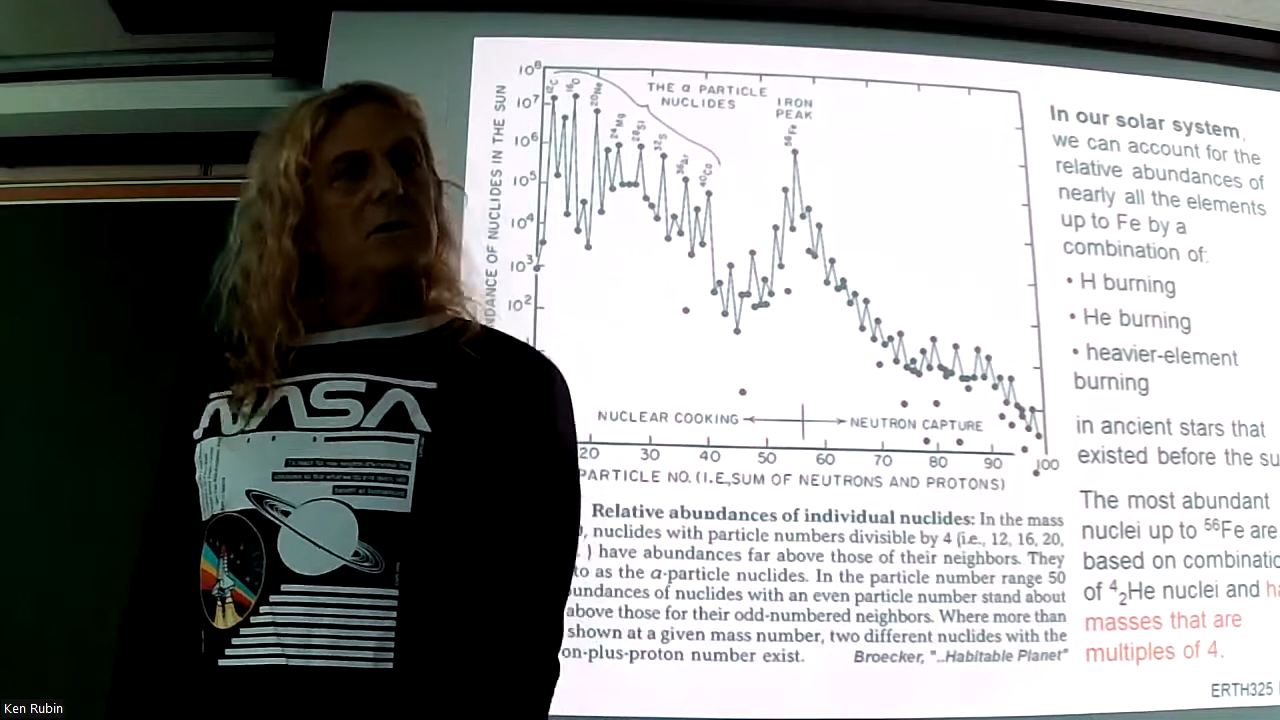 10⁸
10⁷
10⁶
10⁵
10⁴
10³
10²
DANCE OF NUCLIDES IN THE SUN
¹²C
¹⁶O
²⁰Ne
²⁴Mg
²⁸Si
³²S
³⁶Ar
⁴⁰Ca
THE α PARTICLE
NUCLIDES
IRON
PEAK
⁵⁶Fe
NUCLEAR COOKING
NEUTRON CAPTURE
20 30 40 50 60 70 80 90 100
PARTICLE NO. (I.E., SUM OF NEUTRONS AND PROTONS)
Relative abundances of individual nuclides: In the mass
, nuclides with particle numbers divisible by 4 (i.e., 12, 16, 20,
. ) have abundances far above those of their neighbors. They
to as the α-particle nuclides. In the particle number range 50
undances of nuclides with an even particle number stand about
above those for their odd-numbered neighbors. Where more than
shown at a given mass number, two different nuclides with the
on-plus-proton number exist. Broecker, "..Habitable Planet"
In our solar system,
we can account for the
relative abundances of
nearly all the elements
up to Fe by a
combination of:
• H burning
• He burning
• heavier-element
burning
in ancient stars that
existed before the su
The most abundant
nuclei up to ⁵⁶Fe are
based on combinatio
of ⁴₂He nuclei and ha
masses that are
multiples of 4.
ERTH325
NASA
Ken Rubin